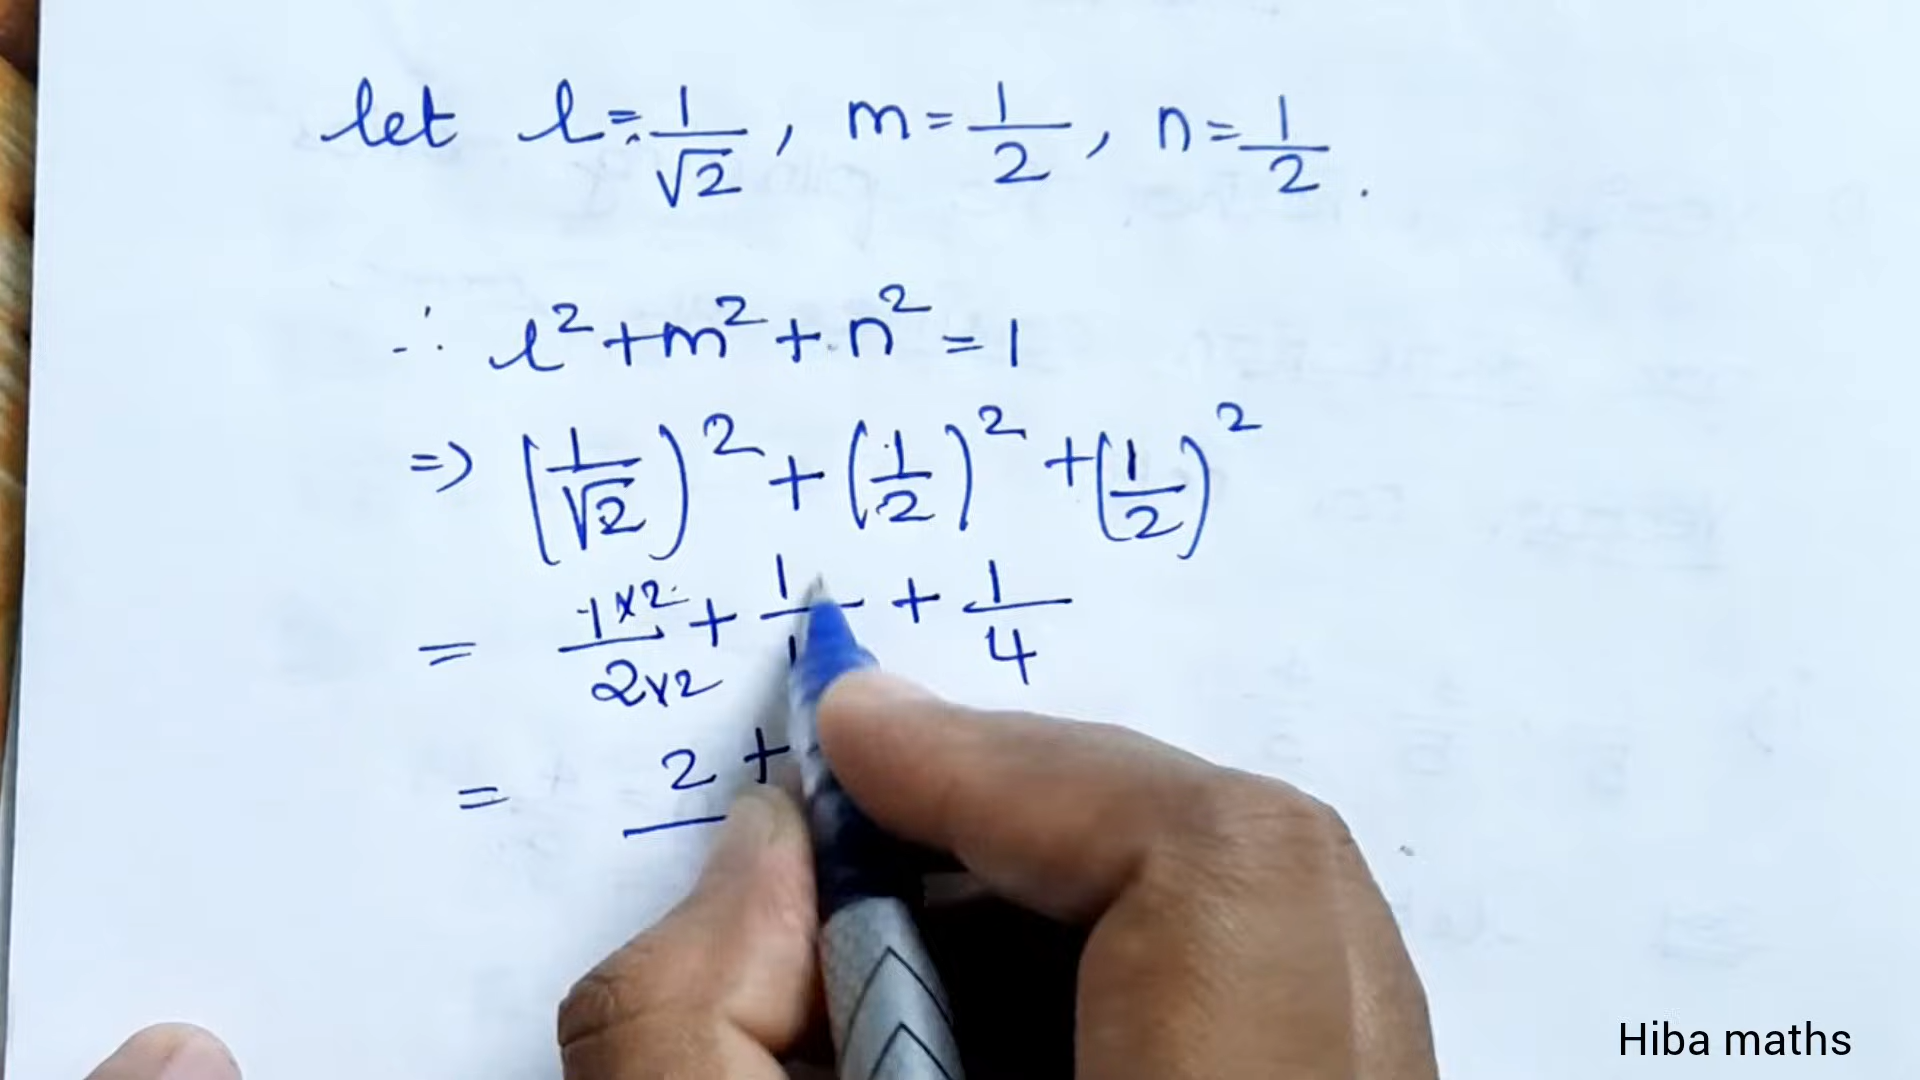 let l = 1/√2 , m = 1/2 , n = 1/2 .
∴ l² + m² + n² = 1
=> (1/√2)² + (1/2)² + (1/2)²
= 1×2/2×2 + 1/ + 1/4
= 2 +
Hiba maths